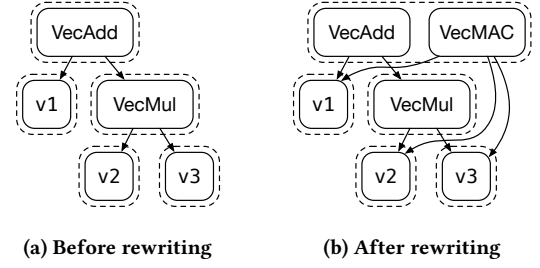 VecAdd
v1
VecMul
v2
v3
(a) Before rewriting
VecAdd
VecMAC
v1
VecMul
v2
v3
(b) After rewriting